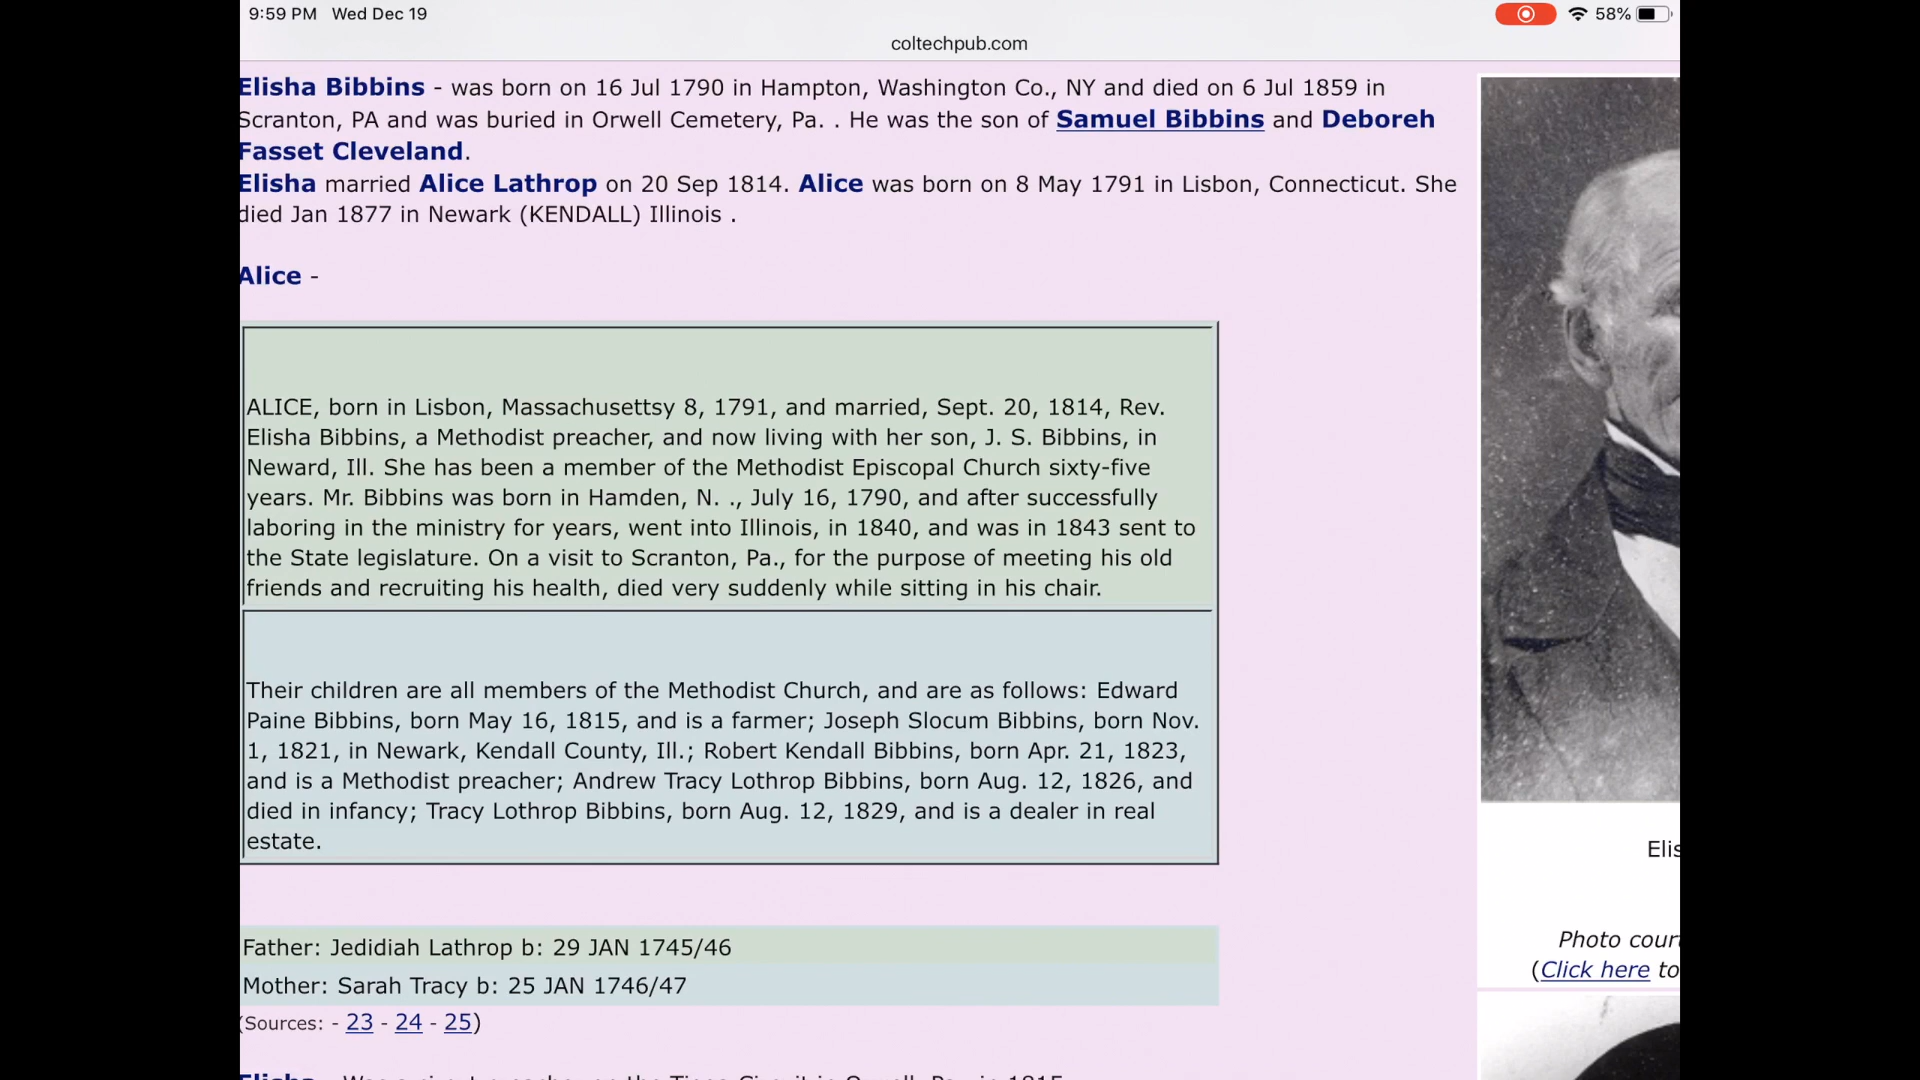 9:59 PM Wed Dec 19
58%
coltechpub.com
Elisha Bibbins - was born on 16 Jul 1790 in Hampton, Washington Co., NY and died on 6 Jul 1859 in
Scranton, PA and was buried in Orwell Cemetery, Pa. . He was the son of Samuel Bibbins and Deboreh
Fasset Cleveland.
Elisha married Alice Lathrop on 20 Sep 1814. Alice was born on 8 May 1791 in Lisbon, Connecticut. She
died Jan 1877 in Newark (KENDALL) Illinois .
Alice -
ALICE, born in Lisbon, Massachusettsy 8, 1791, and married, Sept. 20, 1814, Rev.
Elisha Bibbins, a Methodist preacher, and now living with her son, J. S. Bibbins, in
Neward, Ill. She has been a member of the Methodist Episcopal Church sixty-five
years. Mr. Bibbins was born in Hamden, N. ., July 16, 1790, and after successfully
laboring in the ministry for years, went into Illinois, in 1840, and was in 1843 sent to
the State legislature. On a visit to Scranton, Pa., for the purpose of meeting his old
friends and recruiting his health, died very suddenly while sitting in his chair.
Their children are all members of the Methodist Church, and are as follows: Edward
Paine Bibbins, born May 16, 1815, and is a farmer; Joseph Slocum Bibbins, born Nov.
1, 1821, in Newark, Kendall County, Ill.; Robert Kendall Bibbins, born Apr. 21, 1823,
and is a Methodist preacher; Andrew Tracy Lothrop Bibbins, born Aug. 12, 1826, and
died in infancy; Tracy Lothrop Bibbins, born Aug. 12, 1829, and is a dealer in real
estate.
Father: Jedidiah Lathrop b: 29 JAN 1745/46
Mother: Sarah Tracy b: 25 JAN 1746/47
(Sources: - 23 - 24 - 25)
Elis
Photo cour
(Click here to